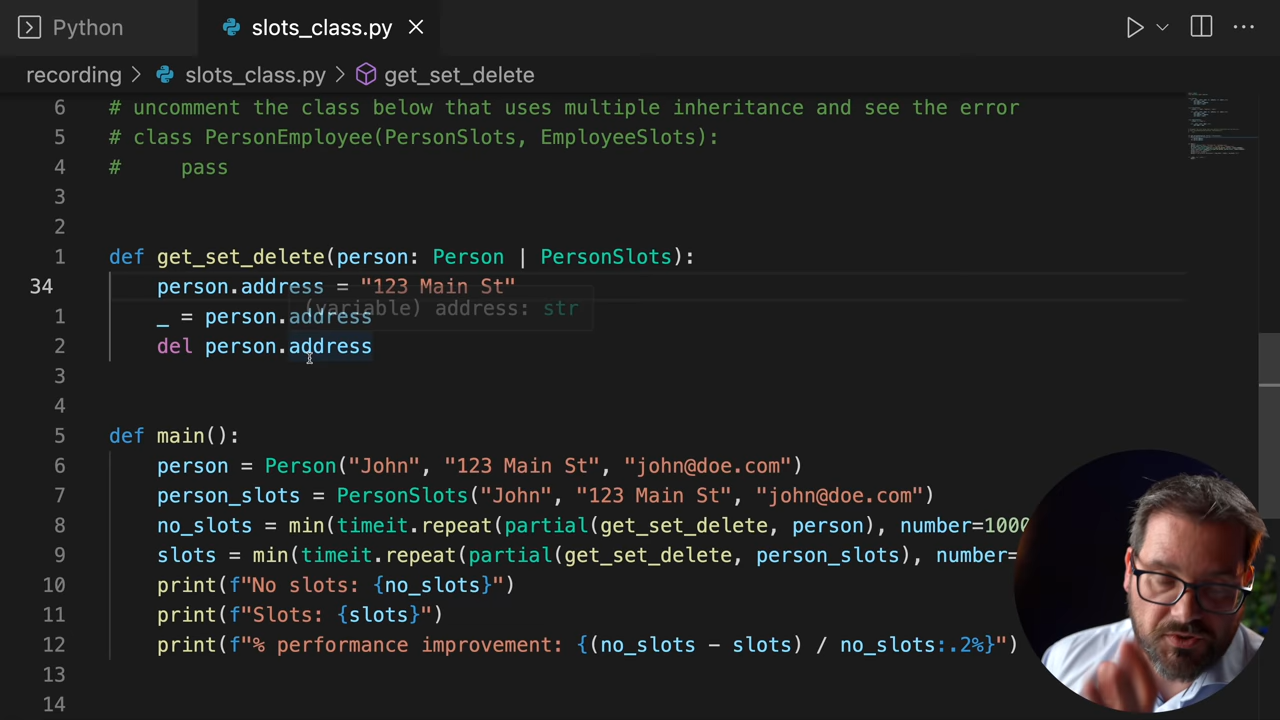 Python slots_class.py
recording > slots_class.py > get_set_delete
6 # uncomment the class below that uses multiple inheritance and see the error
5 # class PersonEmployee(PersonSlots, EmployeeSlots):
4 #     pass
3
2
1 def get_set_delete(person: Person | PersonSlots):
34     person.address = "123 Main St"
(variable) address: str
1     _ = person.address
2     del person.address
3
4
5 def main():
6     person = Person("John", "123 Main St", "john@doe.com")
7     person_slots = PersonSlots("John", "123 Main St", "john@doe.com")
8     no_slots = min(timeit.repeat(partial(get_set_delete, person), number=1000
9     slots = min(timeit.repeat(partial(get_set_delete, person_slots), number=
10     print(f"No slots: {no_slots}")
11     print(f"Slots: {slots}")
12     print(f"% performance improvement: {(no_slots - slots) / no_slots:.2%}")
13
14